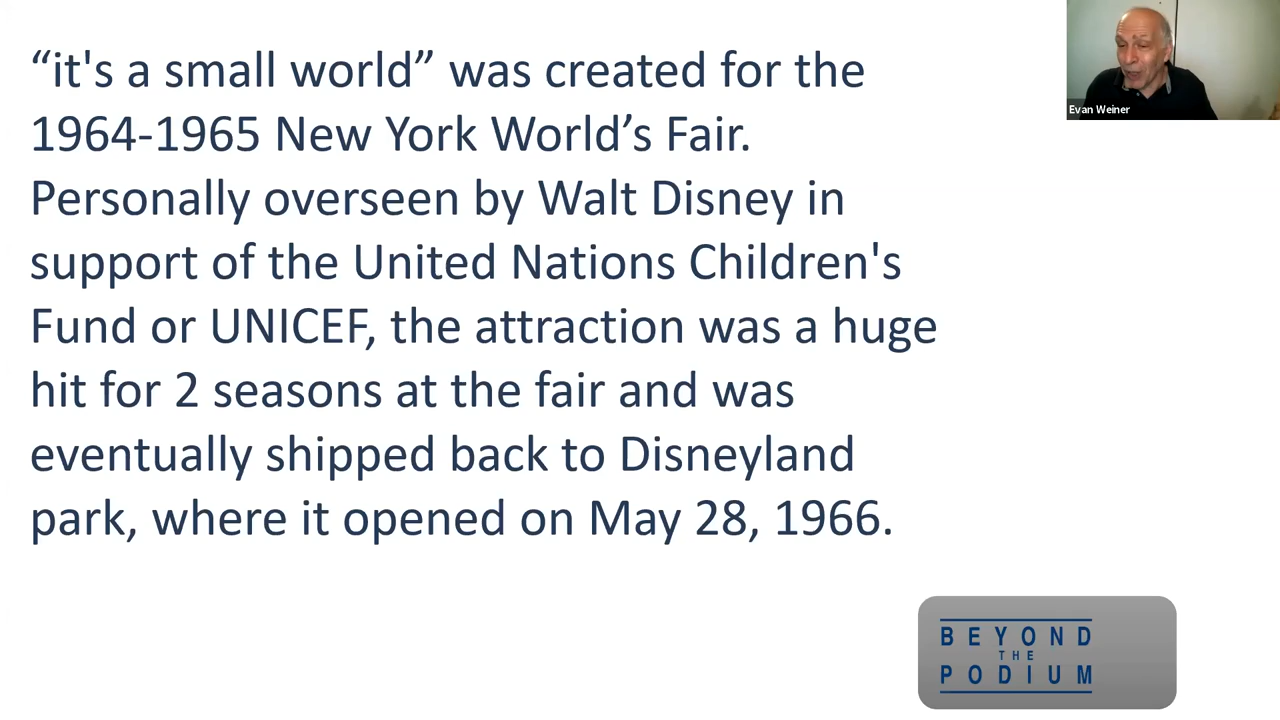 “it's a small world” was created for the
1964-1965 New York World’s Fair.
Personally overseen by Walt Disney in
support of the United Nations Children's
Fund or UNICEF, the attraction was a huge
hit for 2 seasons at the fair and was
eventually shipped back to Disneyland
park, where it opened on May 28, 1966.
Evan Weiner
BEYOND
THE
PODIUM